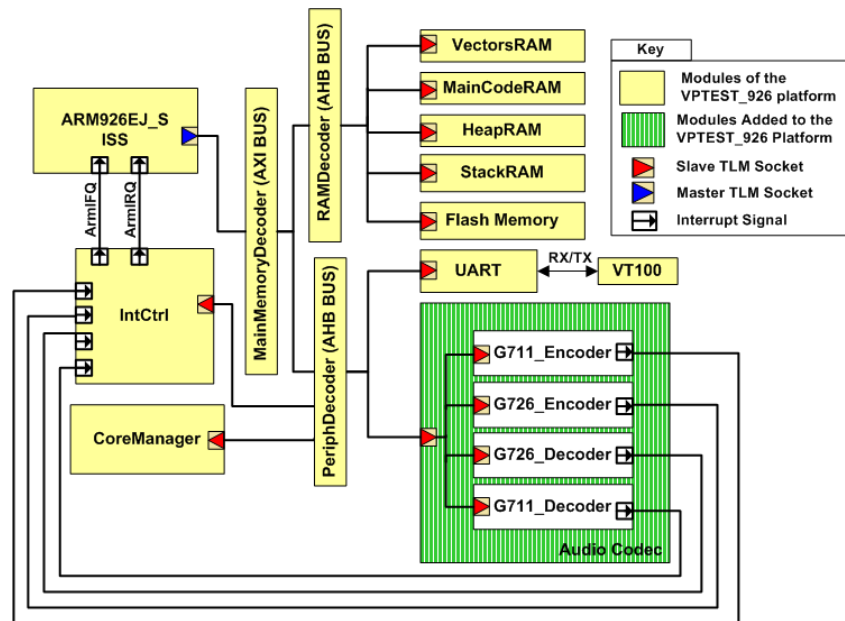 ARM926EJ_S
ISS
ArmIFQ
ArmIRQ
IntCtrl
CoreManager
MainMemoryDecoder (AXI BUS)
RAMDecoder (AHB BUS)
PeriphDecoder (AHB BUS)
VectorsRAM
MainCodeRAM
HeapRAM
StackRAM
Flash Memory
UART
RX/TX
VT100
G711_Encoder
G726_Encoder
G726_Decoder
G711_Decoder
Audio Codec
Key
Modules of the
VPTEST_926 platform
Modules Added to the
VPTEST_926 Platform
Slave TLM Socket
Master TLM Socket
Interrupt Signal